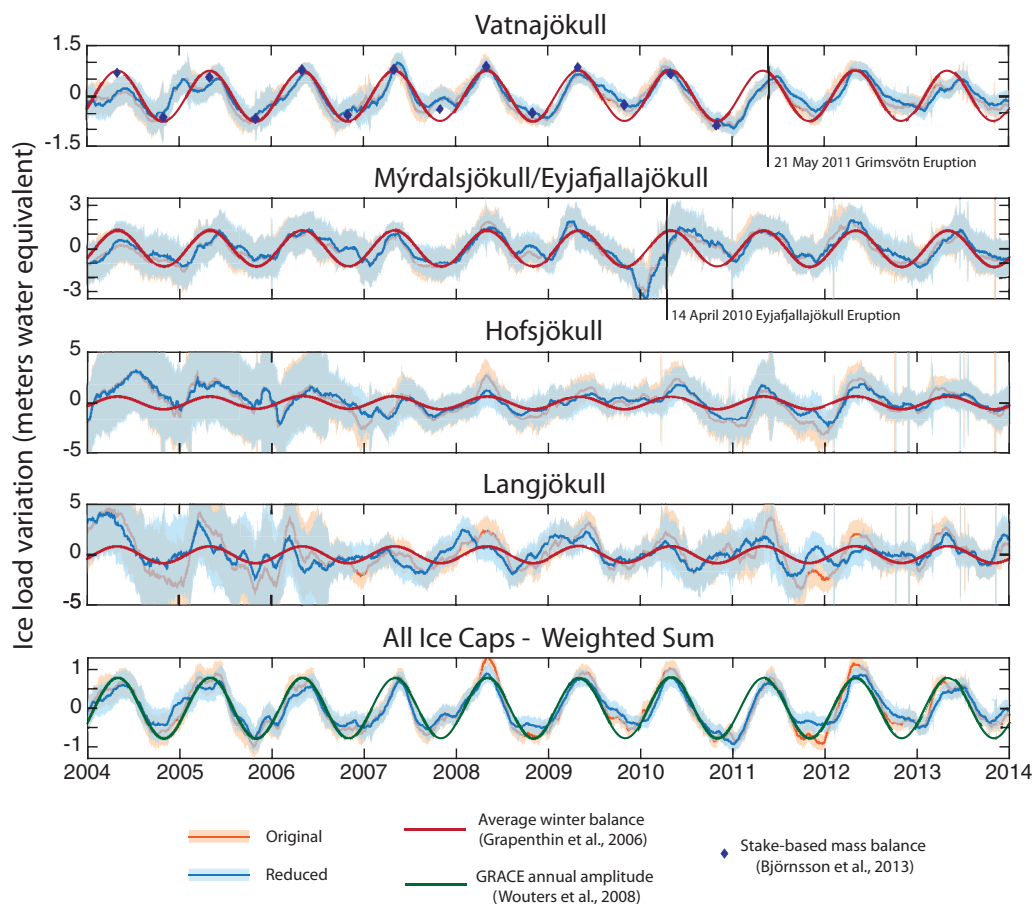 Vatnajökull
1.5
0
-1.5
21 May 2011 Grimsvötn Eruption
Mýrdalsjökull/Eyjafjallajökull
3
0
-3
14 April 2010 Eyjafjallajökull Eruption
Hofsjökull
5
0
-5
Langjökull
5
0
-5
All Ice Caps - Weighted Sum
1
0
-1
2004 2005 2006 2007 2008 2009 2010 2011 2012 2013 2014
Ice load variation (meters water equivalent)
Original
Reduced
Average winter balance
(Grapenthin et al., 2006)
GRACE annual amplitude
(Wouters et al., 2008)
Stake-based mass balance
(Björnsson et al., 2013)